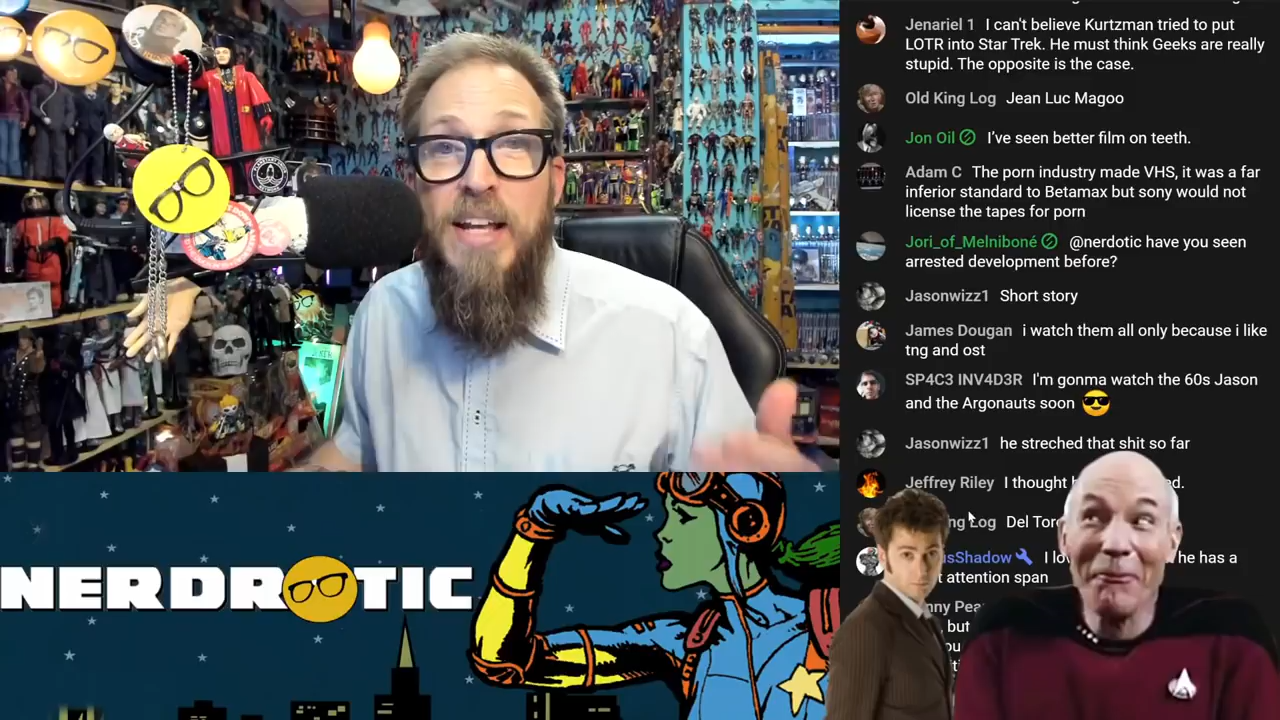 Jenariel 1 I can't believe Kurtzman tried to put
LOTR into Star Trek. He must think Geeks are really
stupid. The opposite is the case.
Old King Log Jean Luc Magoo
Jon Oil I've seen better film on teeth.
Adam C The porn industry made VHS, it was a far
inferior standard to Betamax but sony would not
license the tapes for porn
Jori_of_Melniboné @nerdotic have you seen
arrested development before?
Jasonwizz1 Short story
James Dougan i watch them all only because i like
tng and ost
SP4C3 INV4D3R I'm gonma watch the 60s Jason
and the Argonauts soon
Jasonwizz1 he streched that shit so far
Jeffrey Riley I thought
Log Del
he has a
attention span
but
NERDROTIC